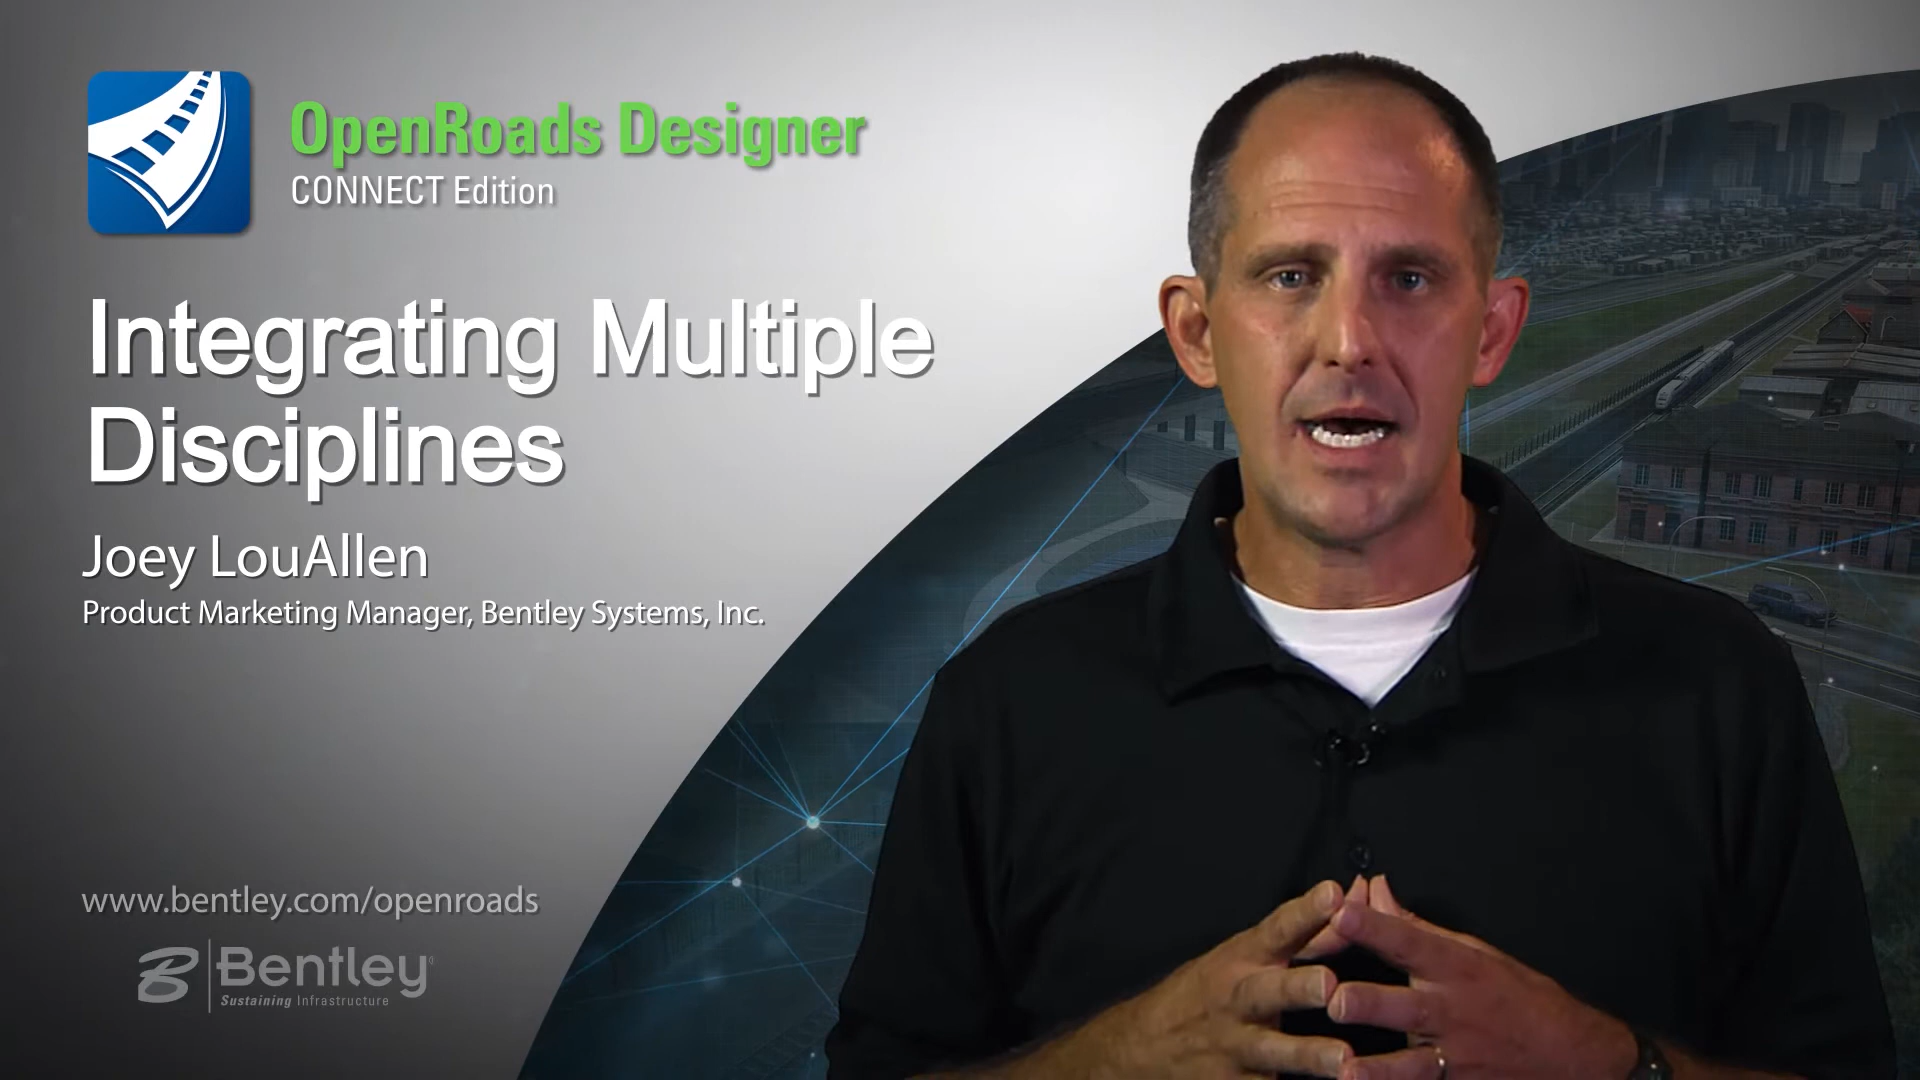 OpenRoads Designer
CONNECT Edition
Integrating Multiple
Disciplines
Joey LouAllen
Product Marketing Manager, Bentley Systems, Inc.
www.bentley.com/openroads
Bentley
Sustaining Infrastructure